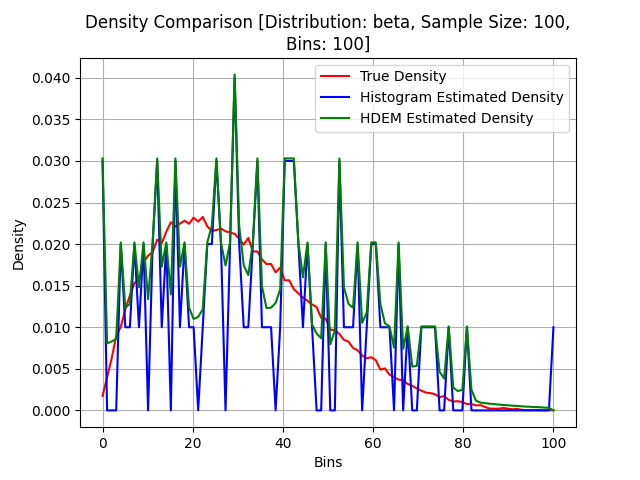 Density Comparison [Distribution: beta, Sample Size: 100,
Bins: 100]
True Density
Histogram Estimated Density
HDEM Estimated Density
Density
0.040
0.035
0.030
0.025
0.020
0.015
0.010
0.005
0.000
0 20 40 60 80 100
Bins